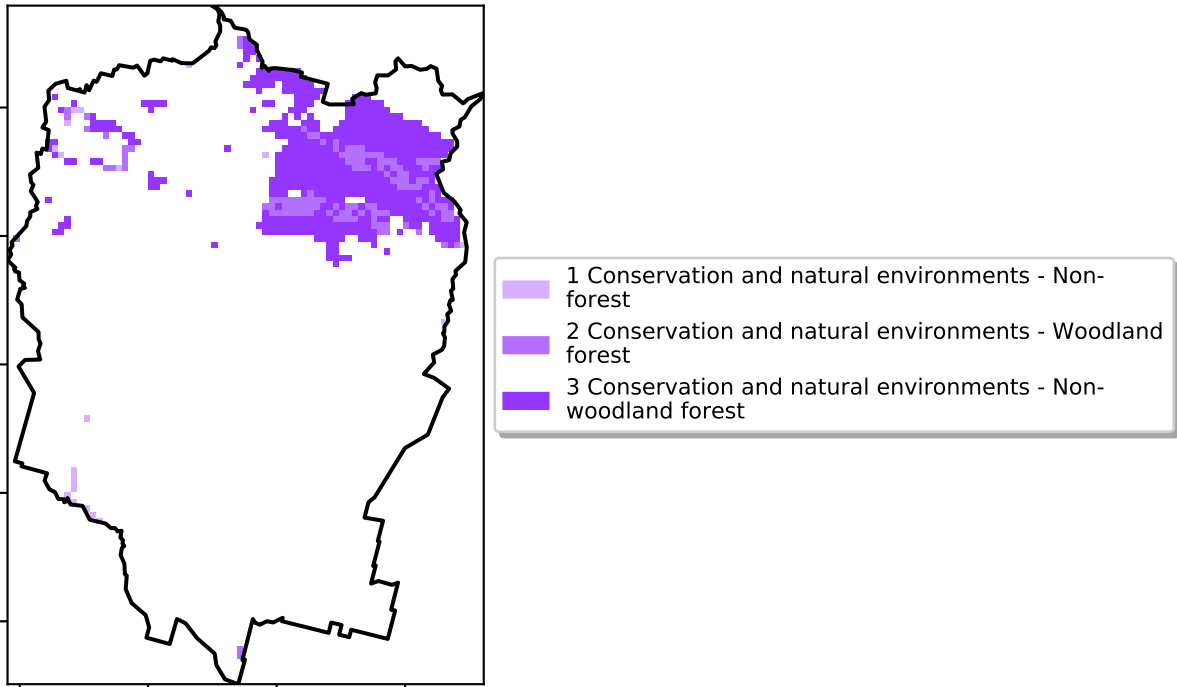 1 Conservation and natural environments - Non-
forest
2 Conservation and natural environments - Woodland
forest
3 Conservation and natural environments - Non-
woodland forest